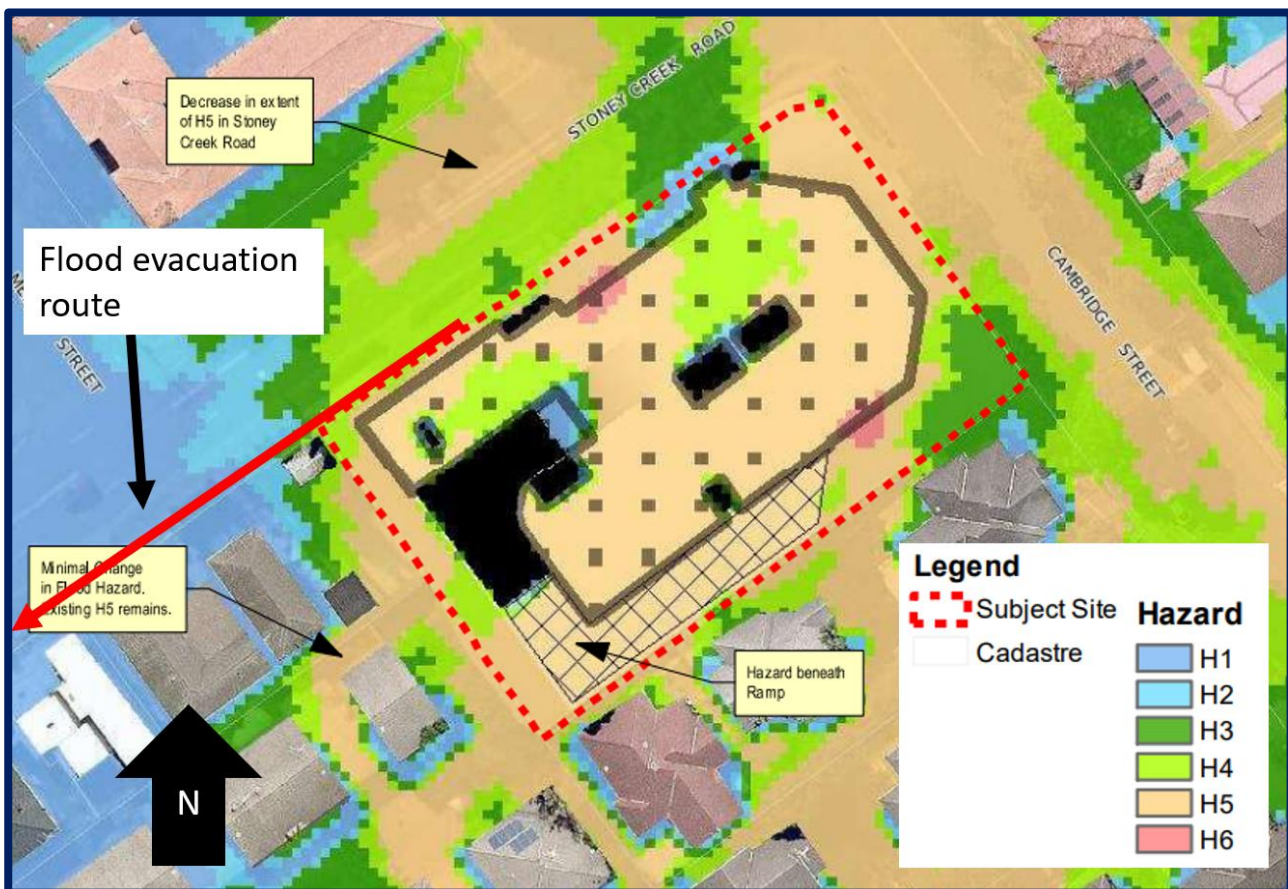 Decrease in extent
of H5 in Stoney
Creek Road
STONEY CREEK ROAD
Flood evacuation
route
STREET
CAMBRIDGE STREET
Minimal Change
in Flood Hazard.
Existing H5 remains.
Hazard beneath
Ramp
N
Legend
Subject Site
Cadastre
Hazard
H1
H2
H3
H4
H5
H6